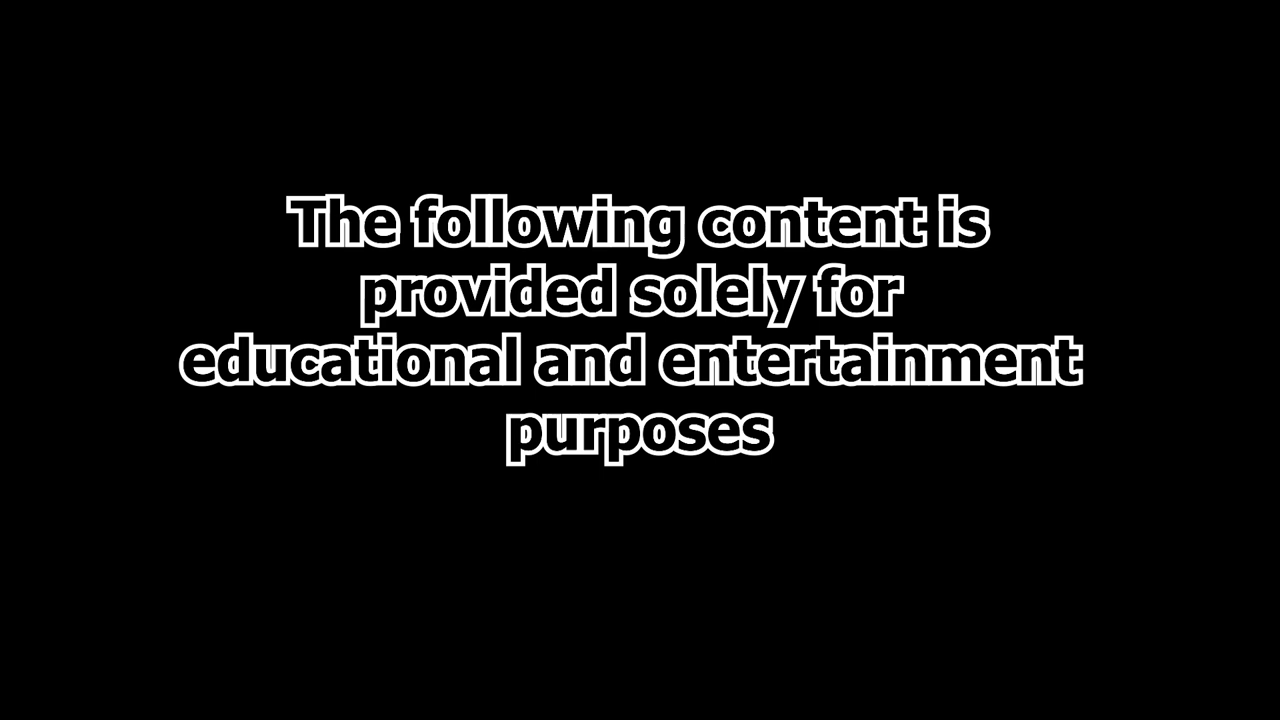 The following content is
provided solely for
educational and entertainment
purposes